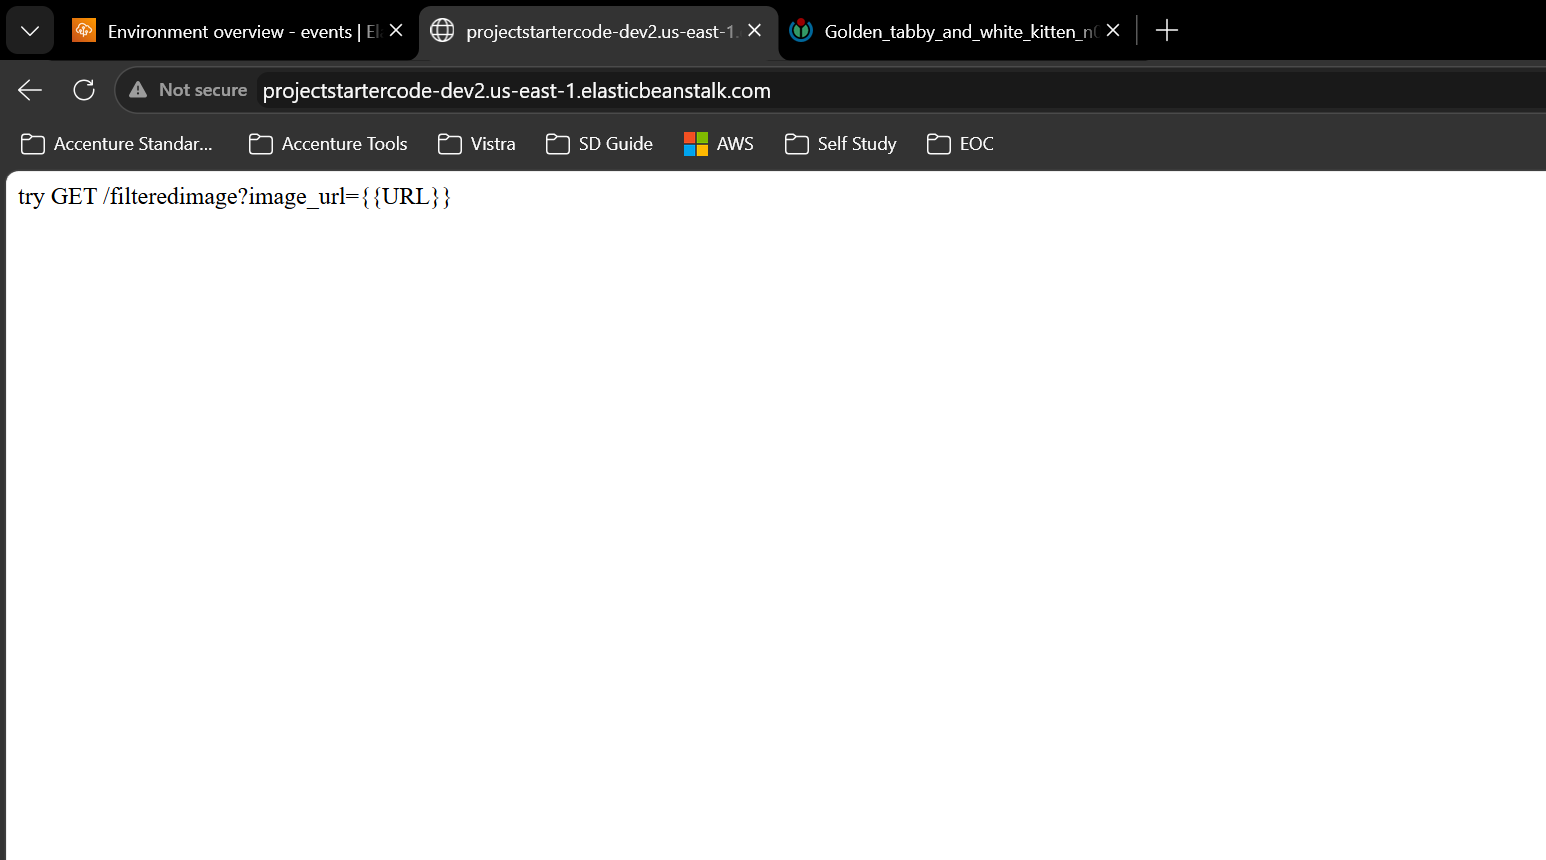 Environment overview - events | El
projectstartercode-dev2.us-east-1.
Golden_tabby_and_white_kitten_n0
Not secure
projectstartercode-dev2.us-east-1.elasticbeanstalk.com
Accenture Standar...
Accenture Tools
Vistra
SD Guide
AWS
Self Study
EOC
try GET /filteredimage?image_url={{URL}}